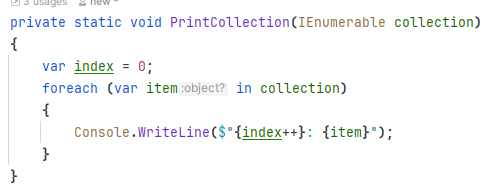 3 usages new *
private static void PrintCollection(IEnumerable collection)
{
    var index = 0;
    foreach (var item :object? in collection)
    {
        Console.WriteLine($"{index++}: {item}");
    }
}